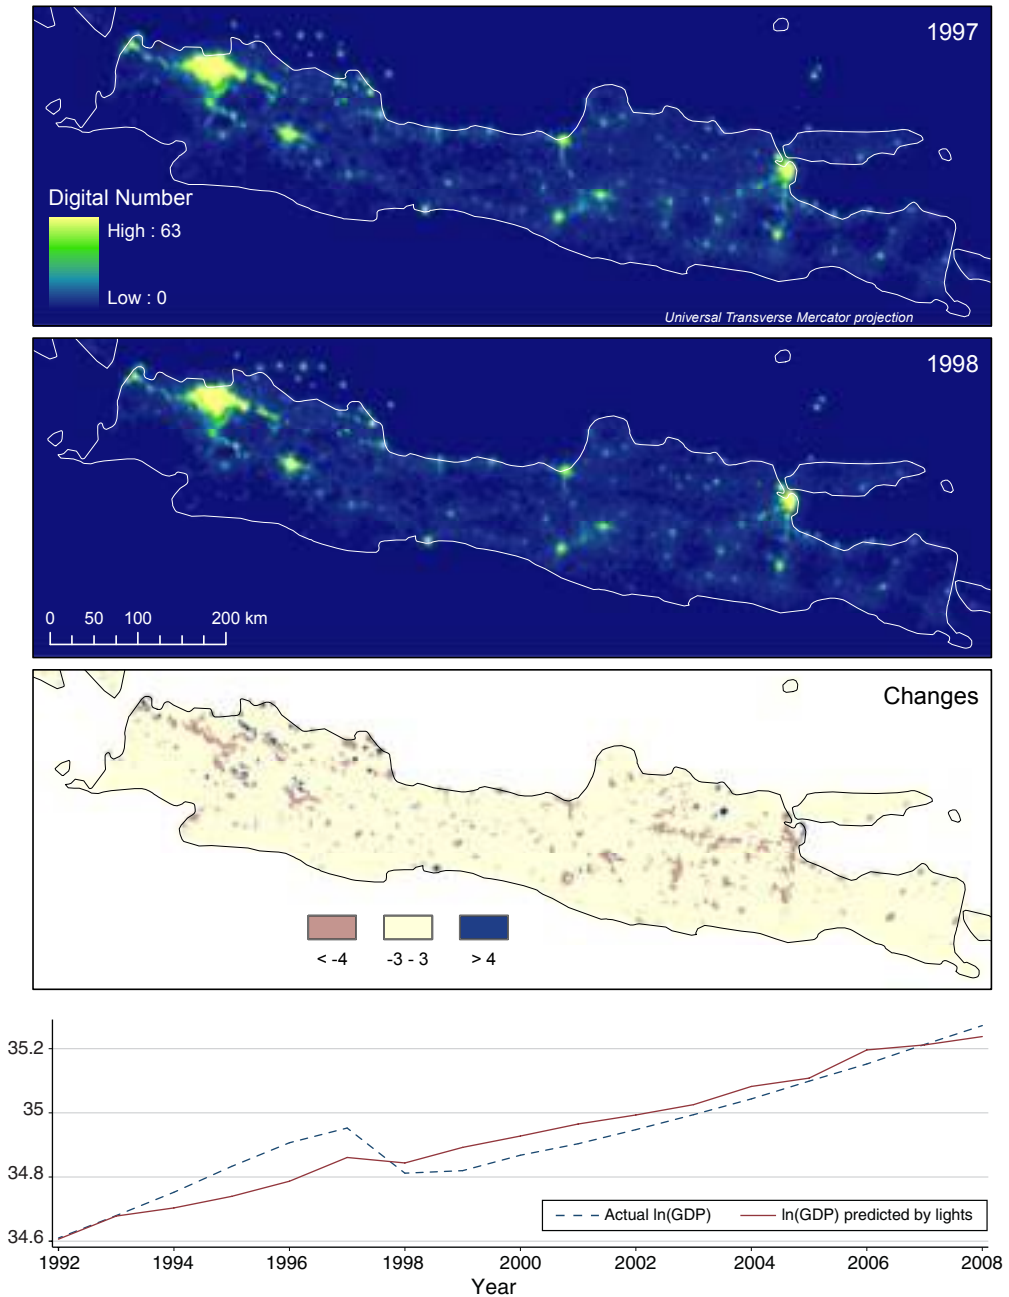 1997
Digital Number
High : 63
Low : 0
Universal Transverse Mercator projection
1998
0 50 100 200 km
Changes
< -4 -3 - 3 > 4
35.2
35
34.8
34.6
Actual ln(GDP) ln(GDP) predicted by lights
1992 1994 1996 1998 2000 2002 2004 2006 2008
Year